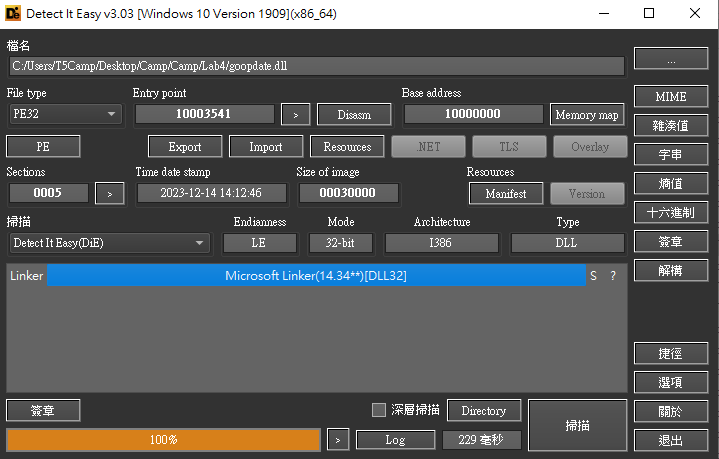 Detect It Easy v3.03 [Windows 10 Version 1909](x86_64)
檔名
C:/Users/T5Camp/Desktop/Camp/Camp/Lab4/goopdate.dll
...
File type
Entry point
Base address
PE32
10003541
>
Disasm
10000000
Memory map
MIME
PE
Export
Import
Resources
.NET
TLS
Overlay
雜湊值
字串
Sections
Time date stamp
Size of image
Resources
0005
>
2023-12-14 14:12:46
00030000
Manifest
Version
熵值
掃描
Endianness
Mode
Architecture
Type
十六進制
Detect It Easy(DiE)
LE
32-bit
I386
DLL
簽章
Linker
Microsoft Linker(14.34**)[DLL32]
S
?
解構
捷徑
選項
簽章
深層掃描
Directory
掃描
關於
100%
>
Log
229 毫秒
退出